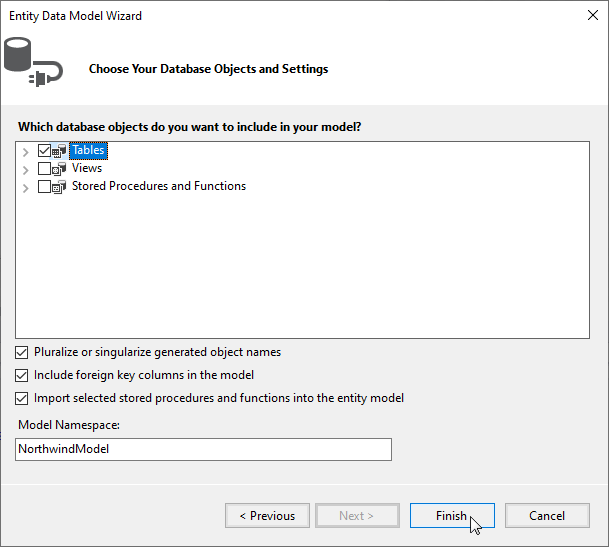 Entity Data Model Wizard
Choose Your Database Objects and Settings
Which database objects do you want to include in your model?
Tables
Views
Stored Procedures and Functions
Pluralize or singularize generated object names
Include foreign key columns in the model
Import selected stored procedures and functions into the entity model
Model Namespace:
NorthwindModel
< Previous
Next >
Finish
Cancel